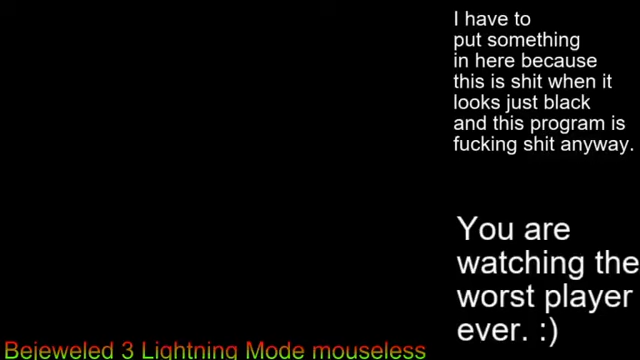 I have to
put something
in here because
this is shit when it
looks just black
and this program is
fucking shit anyway.
You are
watching the
worst player
ever. :)
Bejeweled 3 Lightning Mode mouseless